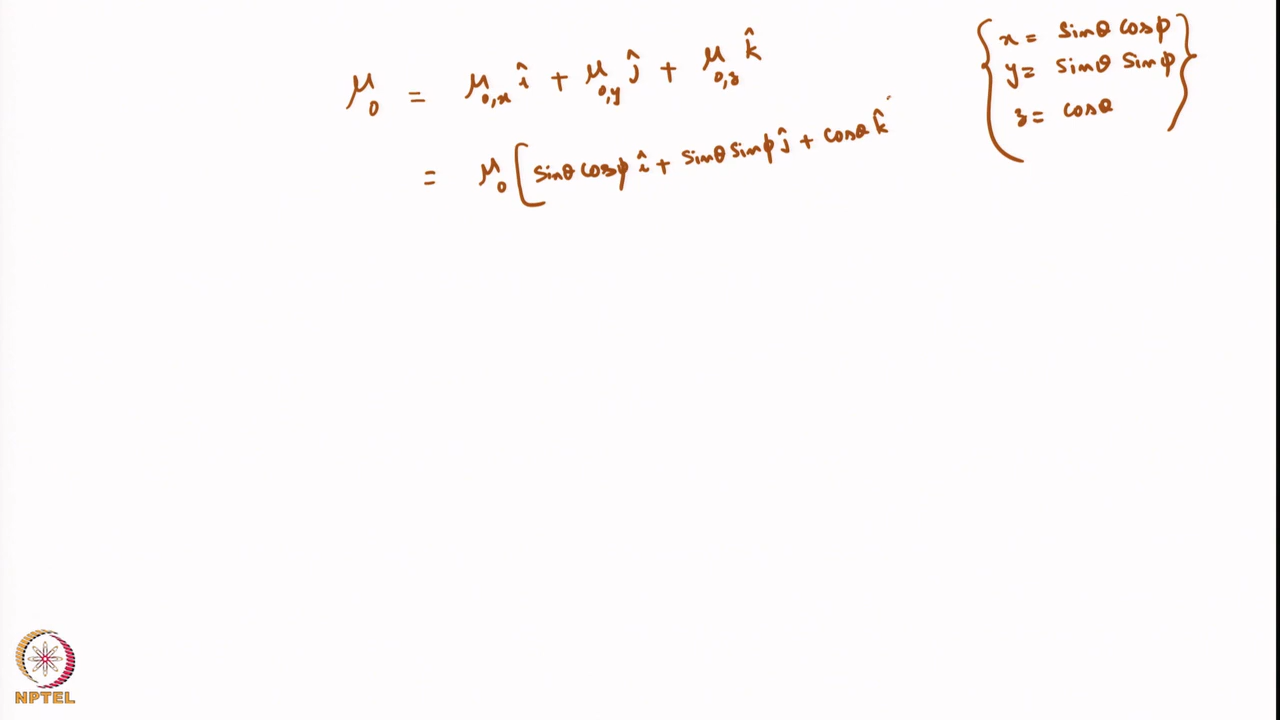 μ₀ = μ₀,ₓ î + μ₀,y ĵ + μ₀,z k̂
= μ₀ [ sinθ cosϕ î + sinθ sinϕ ĵ + cosθ k̂
{ x = sinθ cosϕ
y = sinθ sinϕ }
z = cosθ
NPTEL